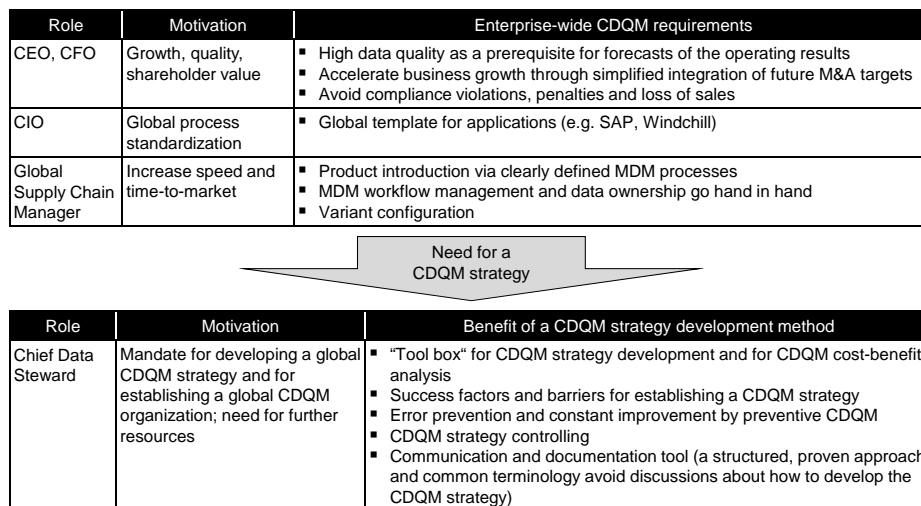 Role Motivation Enterprise-wide CDQM requirements
CEO, CFO Growth, quality, ▪ High data quality as a prerequisite for forecasts of the operating results
shareholder value ▪ Accelerate business growth through simplified integration of future M&A targets
▪ Avoid compliance violations, penalties and loss of sales
CIO Global process ▪ Global template for applications (e.g. SAP, Windchill)
standardization
Global Increase speed and ▪ Product introduction via clearly defined MDM processes
Supply Chain time-to-market ▪ MDM workflow management and data ownership go hand in hand
Manager ▪ Variant configuration
Need for a
CDQM strategy
Role Motivation Benefit of a CDQM strategy development method
Chief Data Mandate for developing a global ▪ "Tool box“ for CDQM strategy development and for CDQM cost-benefit
Steward CDQM strategy and for analysis
establishing a global CDQM ▪ Success factors and barriers for establishing a CDQM strategy
organization; need for further ▪ Error prevention and constant improvement by preventive CDQM
resources ▪ CDQM strategy controlling
▪ Communication and documentation tool (a structured, proven approach
and common terminology avoid discussions about how to develop the
CDQM strategy)